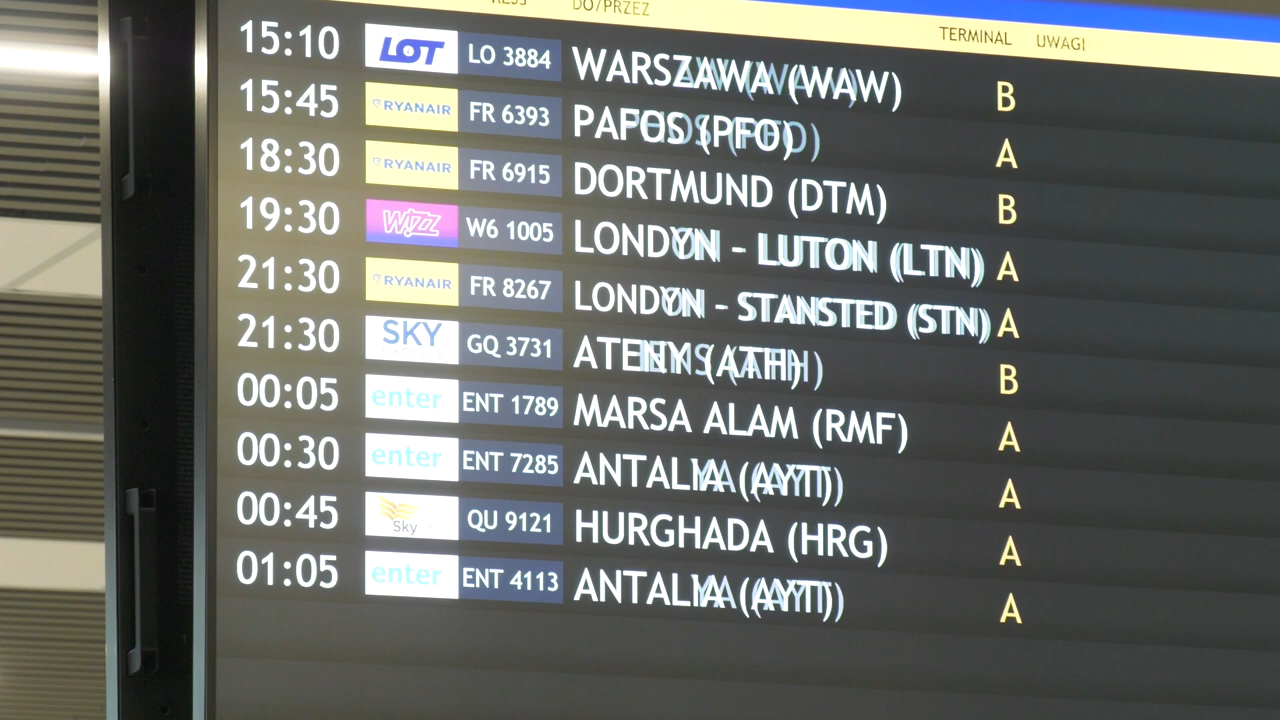 DO/PRZEZ TERMINAL UWAGI
15:10 LOT LO 3884 WARSZAWA (WAW) B
15:45 RYANAIR FR 6393 PAFOS (PFO) A
18:30 RYANAIR FR 6915 DORTMUND (DTM) B
19:30 WIZZ W6 1005 LONDYN - LUTON (LTN) A
21:30 RYANAIR FR 8267 LONDYN - STANSTED (STN) A
21:30 SKY GQ 3731 ATENY (ATH) B
00:05 enter ENT 1789 MARSA ALAM (RMF) A
00:30 enter ENT 7285 ANTALYA (AYT) A
00:45 Sky QU 9121 HURGHADA (HRG) A
01:05 enter ENT 4113 ANTALYA (AYT) A